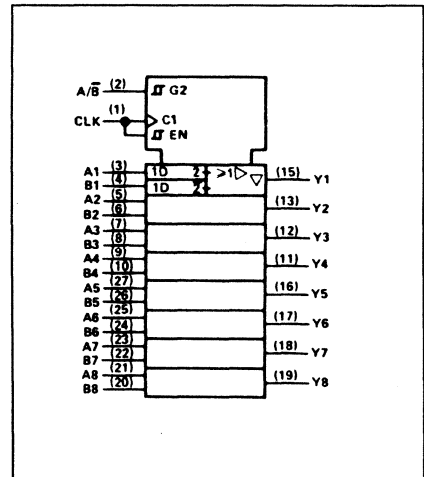 A/B̅ (2) G2
(1)
CLK C1
EN
A1 (3) 1D 2 ≥1 ▷ ▽ (15) Y1
B1 (4) 1D 2̅
A2 (5)
B2 (6) (13) Y2
A3 (7)
B3 (8) (12) Y3
A4 (9)
B4 (10) (11) Y4
A5 (27)
B5 (26) (16) Y5
A6 (25)
B6 (24) (17) Y6
A7 (23)
B7 (22) (18) Y7
A8 (21)
B8 (20) (19) Y8